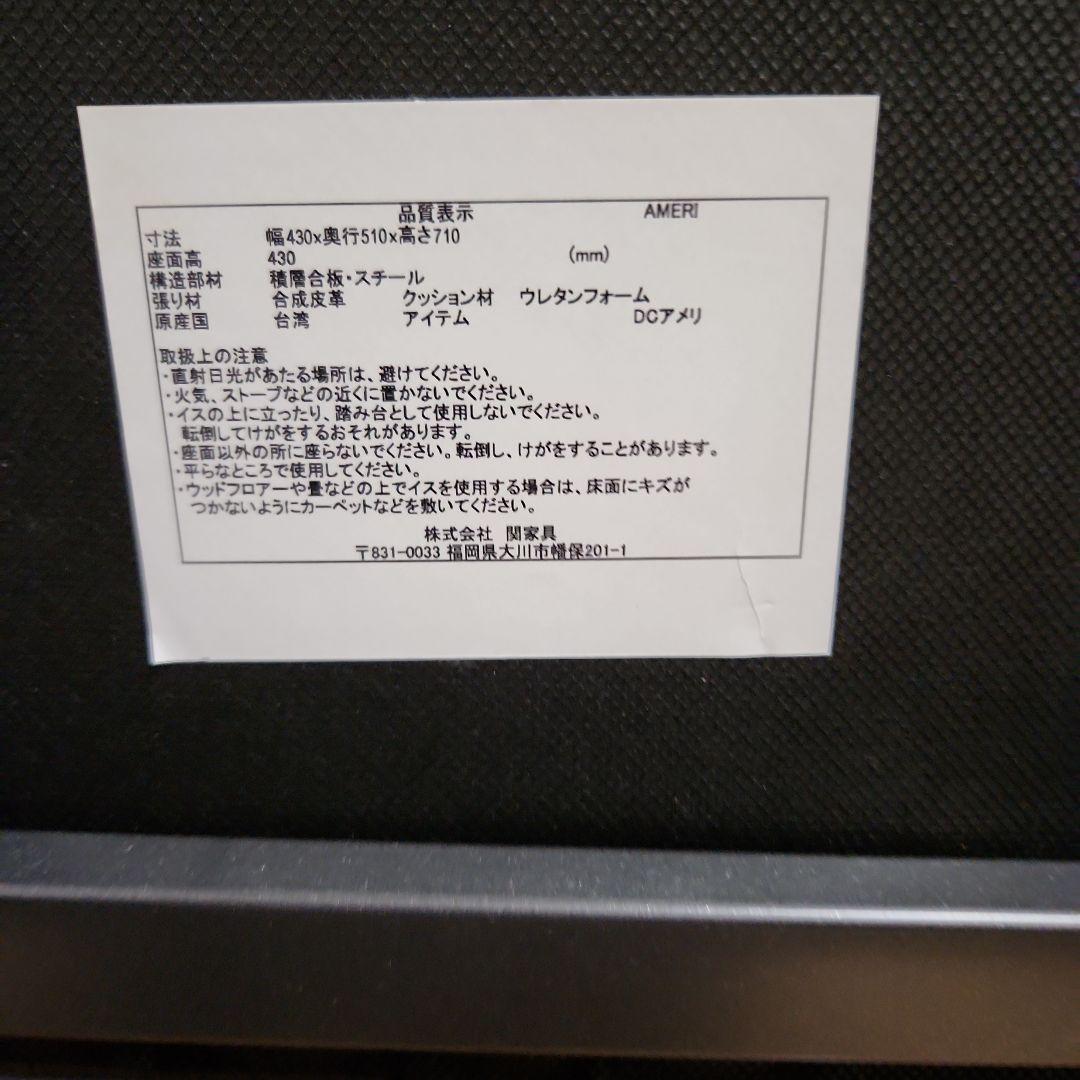 品質表示 AMERI
寸法 幅430x奥行510x高さ710
座面高 430 (mm)
構造部材 積層合板・スチール
張り材 合成皮革 クッション材 ウレタンフォーム
原産国 台湾 アイテム DCアメリ
取扱上の注意
・直射日光があたる場所は、避けてください。
・火気、ストーブなどの近くに置かないでください。
・イスの上に立ったり、踏み台として使用しないでください。
転倒してけがをするおそれがあります。
・座面以外の所に座らないでください。転倒し、けがをすることがあります。
・平らなところで使用してください。
・ウッドフロアーや畳などの上でイスを使用する場合は、床面にキズが
つかないようにカーペットなどを敷いてください。
株式会社 関家具
〒831-0033 福岡県大川市幡保201-1